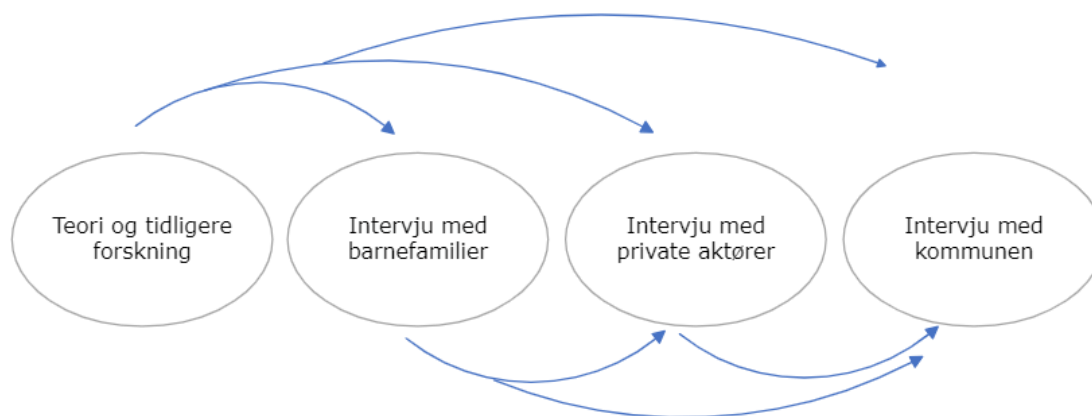 Teori og tidligere
forskning
Intervju med
barnefamilier
Intervju med
private aktører
Intervju med
kommunen